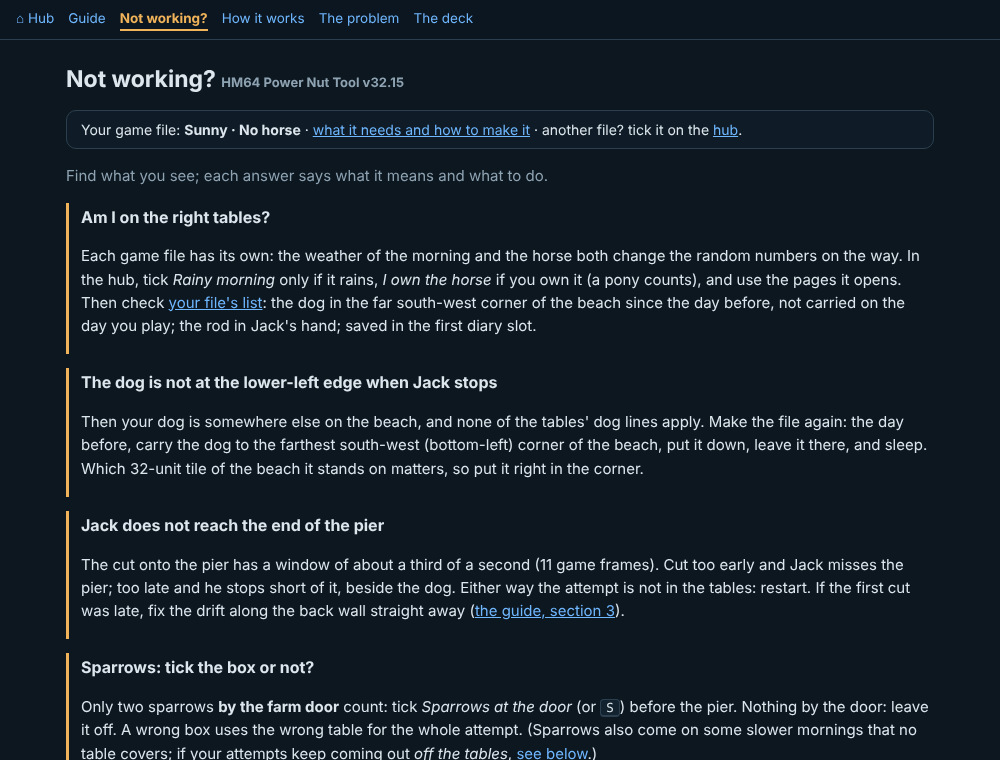 ⌂ Hub Guide Not working? How it works The problem The deck
Not working? HM64 Power Nut Tool v32.15
Your game file: Sunny · No horse · what it needs and how to make it · another file? tick it on the hub.
Find what you see; each answer says what it means and what to do.
Am I on the right tables?
Each game file has its own: the weather of the morning and the horse both change the random numbers on the way. In
the hub, tick Rainy morning only if it rains, I own the horse if you own it (a pony counts), and use the pages it opens.
Then check your file's list: the dog in the far south-west corner of the beach since the day before, not carried on the
day you play; the rod in Jack's hand; saved in the first diary slot.
The dog is not at the lower-left edge when Jack stops
Then your dog is somewhere else on the beach, and none of the tables' dog lines apply. Make the file again: the day
before, carry the dog to the farthest south-west (bottom-left) corner of the beach, put it down, leave it there, and sleep.
Which 32-unit tile of the beach it stands on matters, so put it right in the corner.
Jack does not reach the end of the pier
The cut onto the pier has a window of about a third of a second (11 game frames). Cut too early and Jack misses the
pier; too late and he stops short of it, beside the dog. Either way the attempt is not in the tables: restart. If the first cut
was late, fix the drift along the back wall straight away (the guide, section 3).
Sparrows: tick the box or not?
Only two sparrows by the farm door count: tick Sparrows at the door (or S) before the pier. Nothing by the door: leave
it off. A wrong box uses the wrong table for the whole attempt. (Sparrows also come on some slower mornings that no
table covers; if your attempts keep coming out off the tables, see below.)